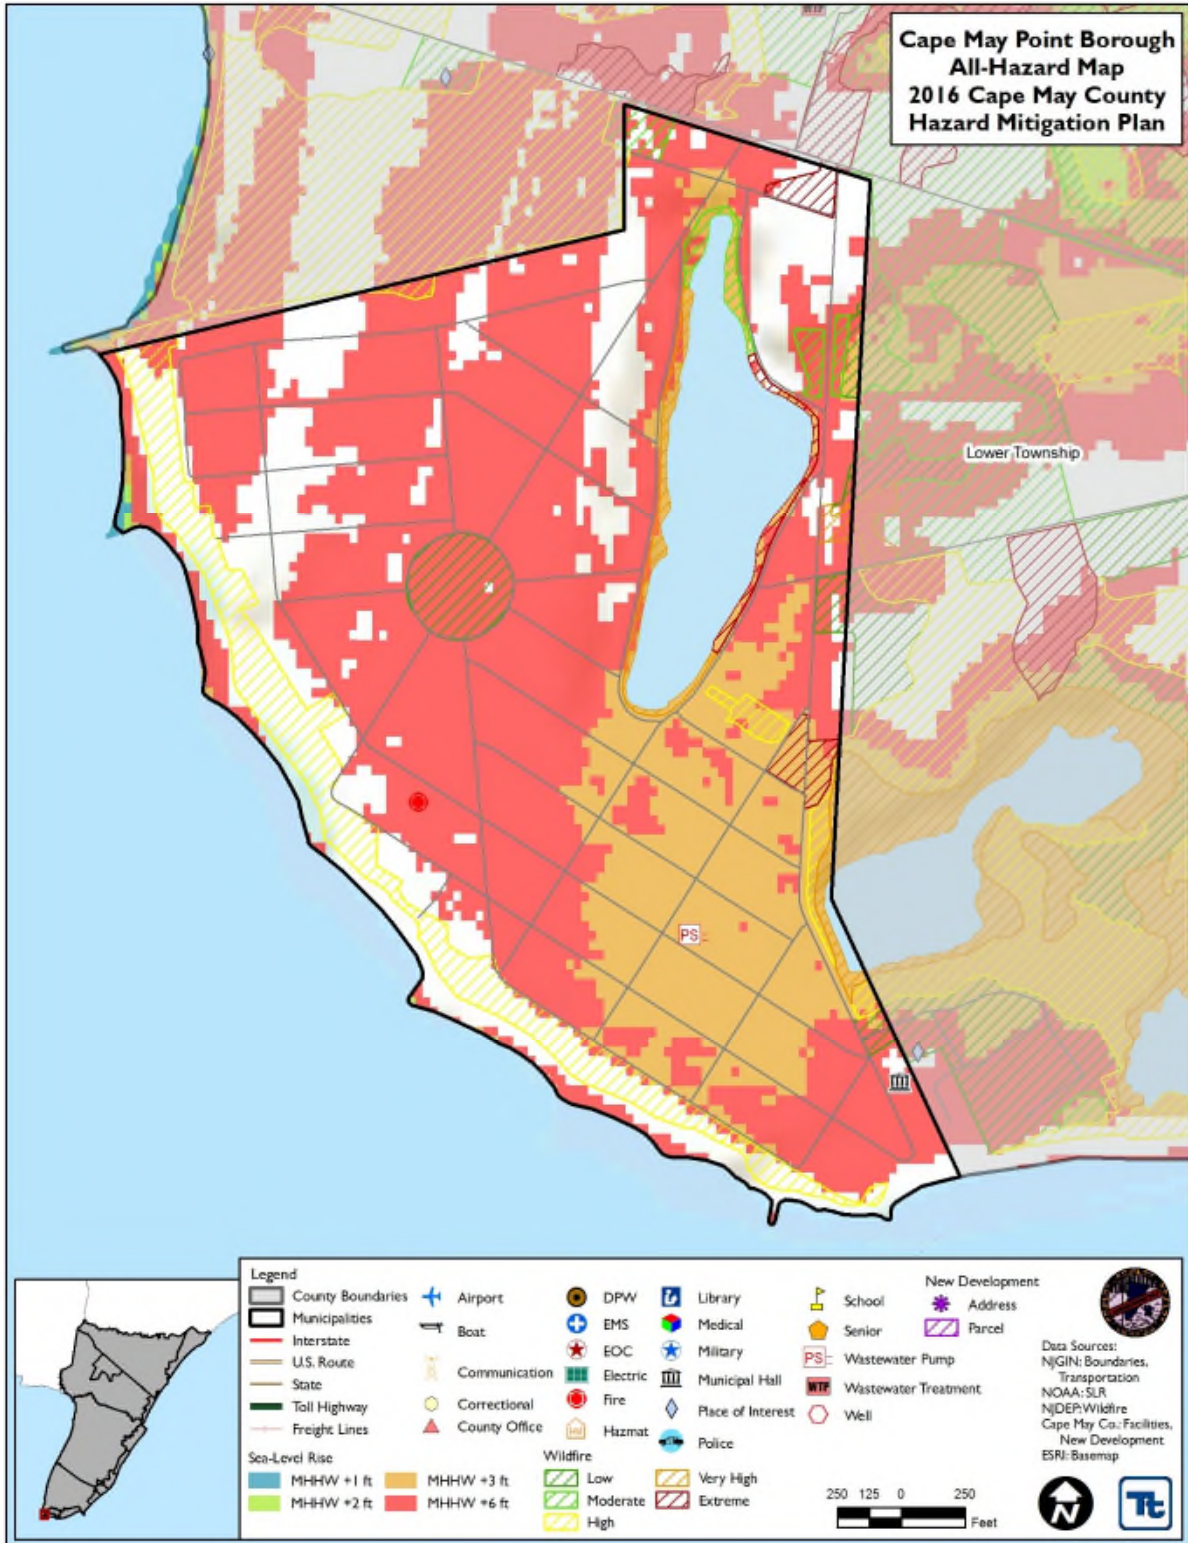 WTP
Cape May Point Borough
All-Hazard Map
2016 Cape May County
Hazard Mitigation Plan
Lower Township
PS
Legend
County Boundaries
Municipalities
Interstate
U.S. Route
State
Toll Highway
Freight Lines
Airport
Boat
Communication
Correctional
County Office
DPW
EMS
EOC
Electric
Fire
Hazmat
Library
Medical
Military
Municipal Hall
Place of Interest
Police
School
Senior
PS Wastewater Pump
WTP Wastewater Treatment
Well
New Development
Address
Parcel
Sea-Level Rise
MHHW +1 ft
MHHW +2 ft
MHHW +3 ft
MHHW +6 ft
Wildfire
Low
Moderate
High
Very High
Extreme
250 125 0 250
Feet
Data Sources:
NJGIN: Boundaries,
Transportation
NOAA: SLR
NJDEP: Wildfire
Cape May Co.: Facilities,
New Development
ESRI: Basemap
N
Tt